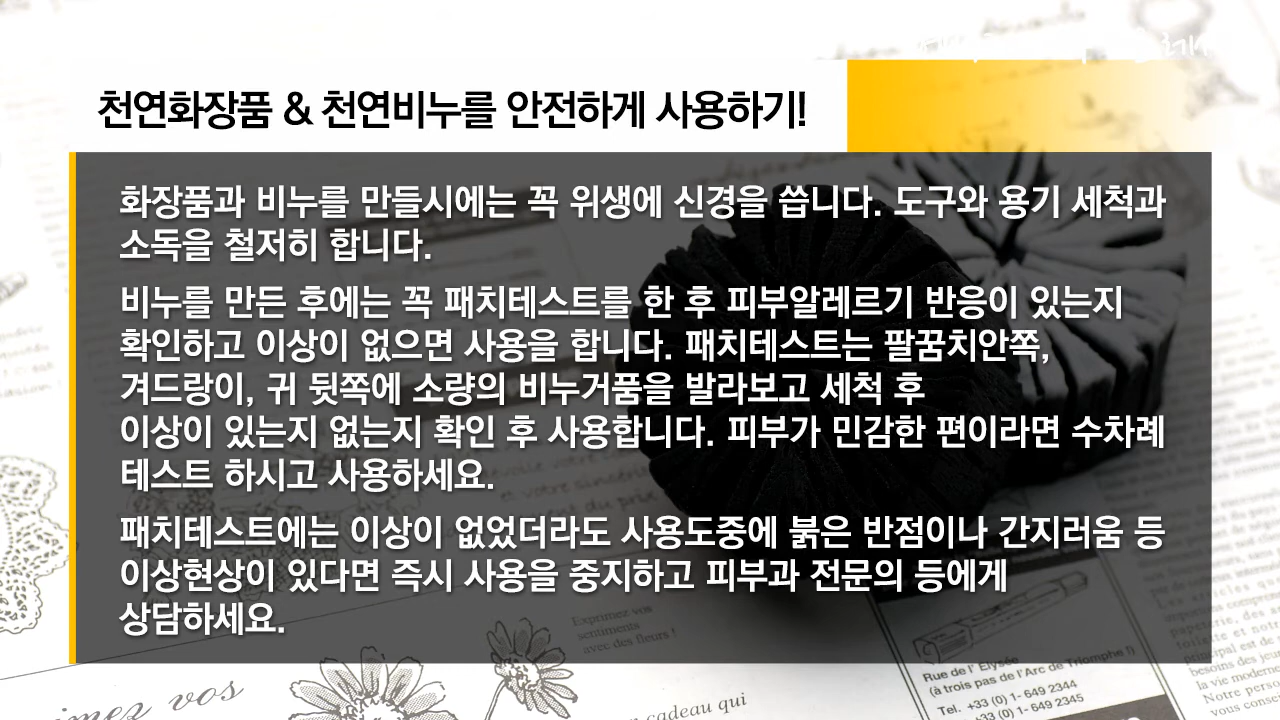 천연화장품 & 천연비누를 안전하게 사용하기!
화장품과 비누를 만들시에는 꼭 위생에 신경을 씁니다. 도구와 용기 세척과
소독을 철저히 합니다.
비누를 만든 후에는 꼭 패치테스트를 한 후 피부알레르기 반응이 있는지
확인하고 이상이 없으면 사용을 합니다. 패치테스트는 팔꿈치안쪽,
겨드랑이, 귀 뒷쪽에 소량의 비누거품을 발라보고 세척 후
이상이 있는지 없는지 확인 후 사용합니다. 피부가 민감한 편이라면 수차례
테스트 하시고 사용하세요.
패치테스트에는 이상이 없었더라도 사용도중에 붉은 반점이나 간지러움 등
이상현상이 있다면 즉시 사용을 중지하고 피부과 전문의 등에게
상담하세요.
Exprimez vos
sentiments
avec des fleurs !
Rue de l' Elysée
(à trois pas de l'Arc de Triomphe !)
Tel. +33 (0) 1- 649 2344
+33 (0) 1- 649 2345
vos
cadeau qui